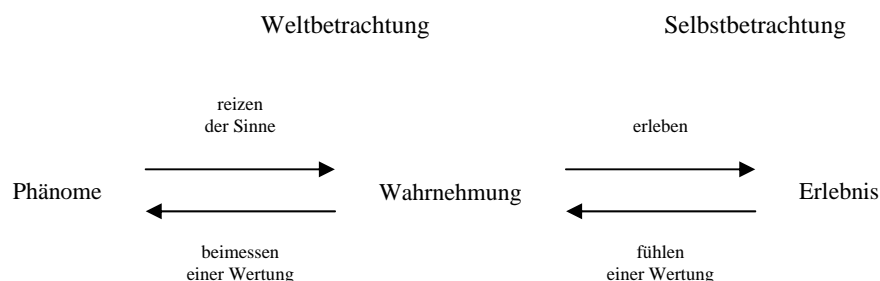 Weltbetrachtung Selbstbetrachtung
reizen
der Sinne
erleben
Phänome Wahrnehmung Erlebnis
beimessen
einer Wertung
fühlen
einer Wertung